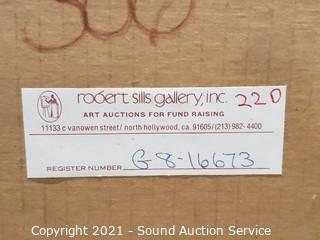 300
robert sills gallery, inc. 220
ART AUCTIONS FOR FUND RAISING
11133 c vanowen street/ north hollywood, ca. 91605/(213) 982-4400
REGISTER NUMBER G-8-16673
Copyright 2021 - Sound Auction Service